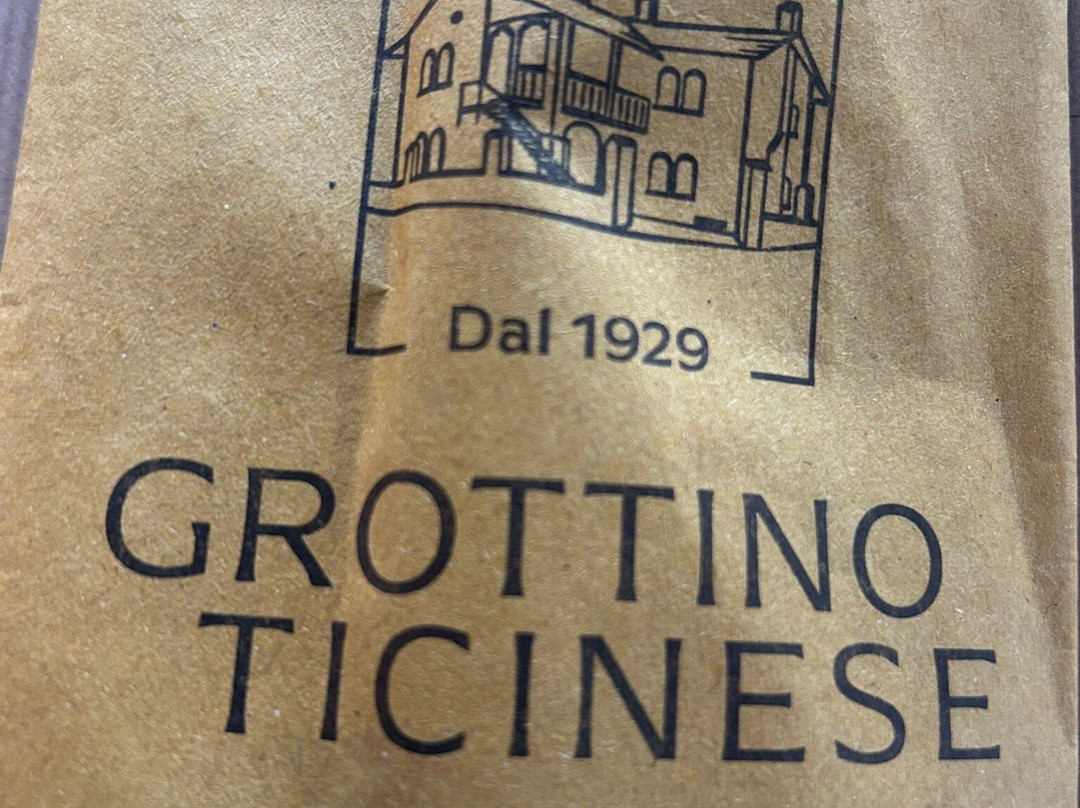 Dal 1929
GROTTINO
TICINESE